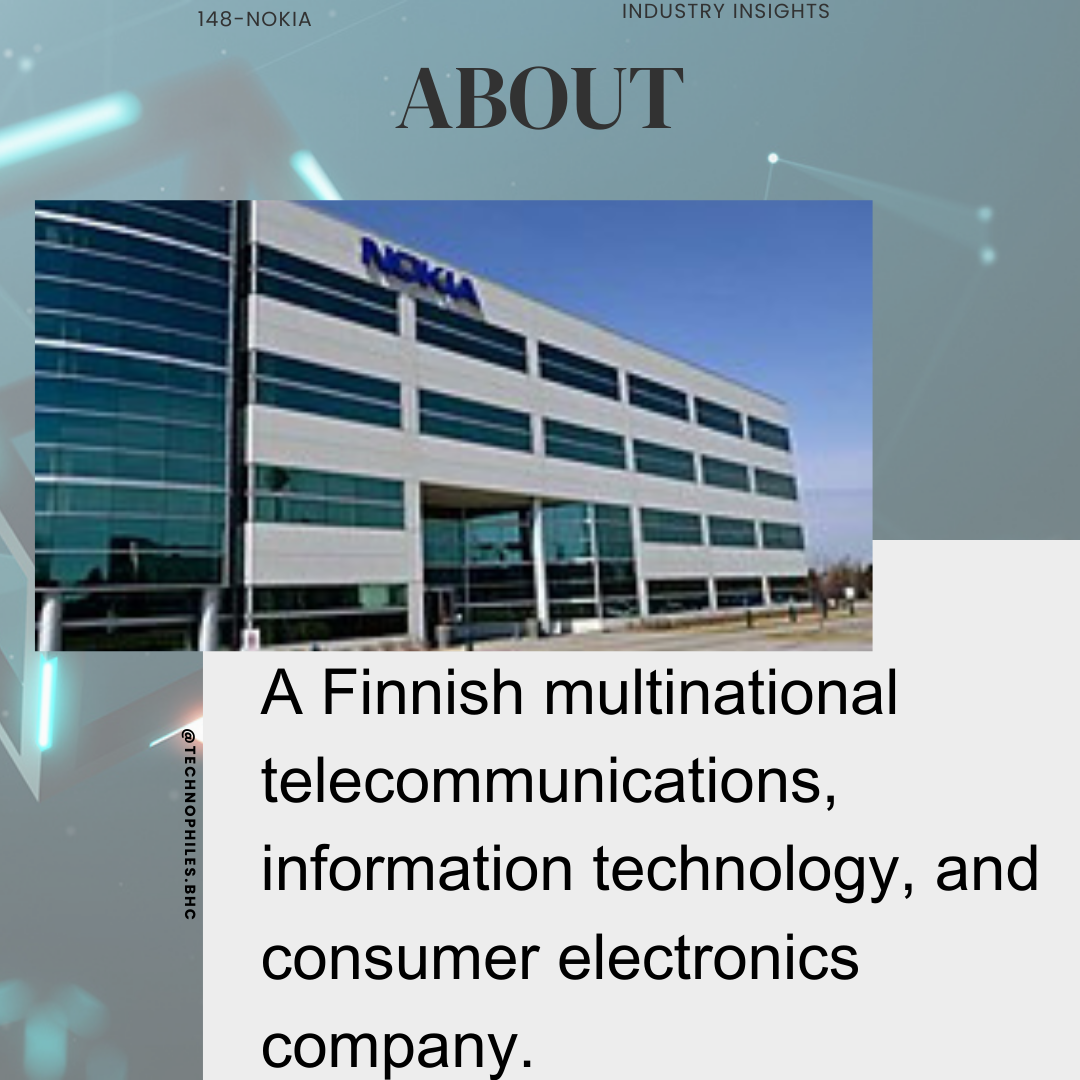 148-NOKIA
INDUSTRY INSIGHTS
ABOUT
NOKIA
A Finnish multinational
telecommunications,
information technology, and
consumer electronics
company.
@TECHNOPHILES.BHC